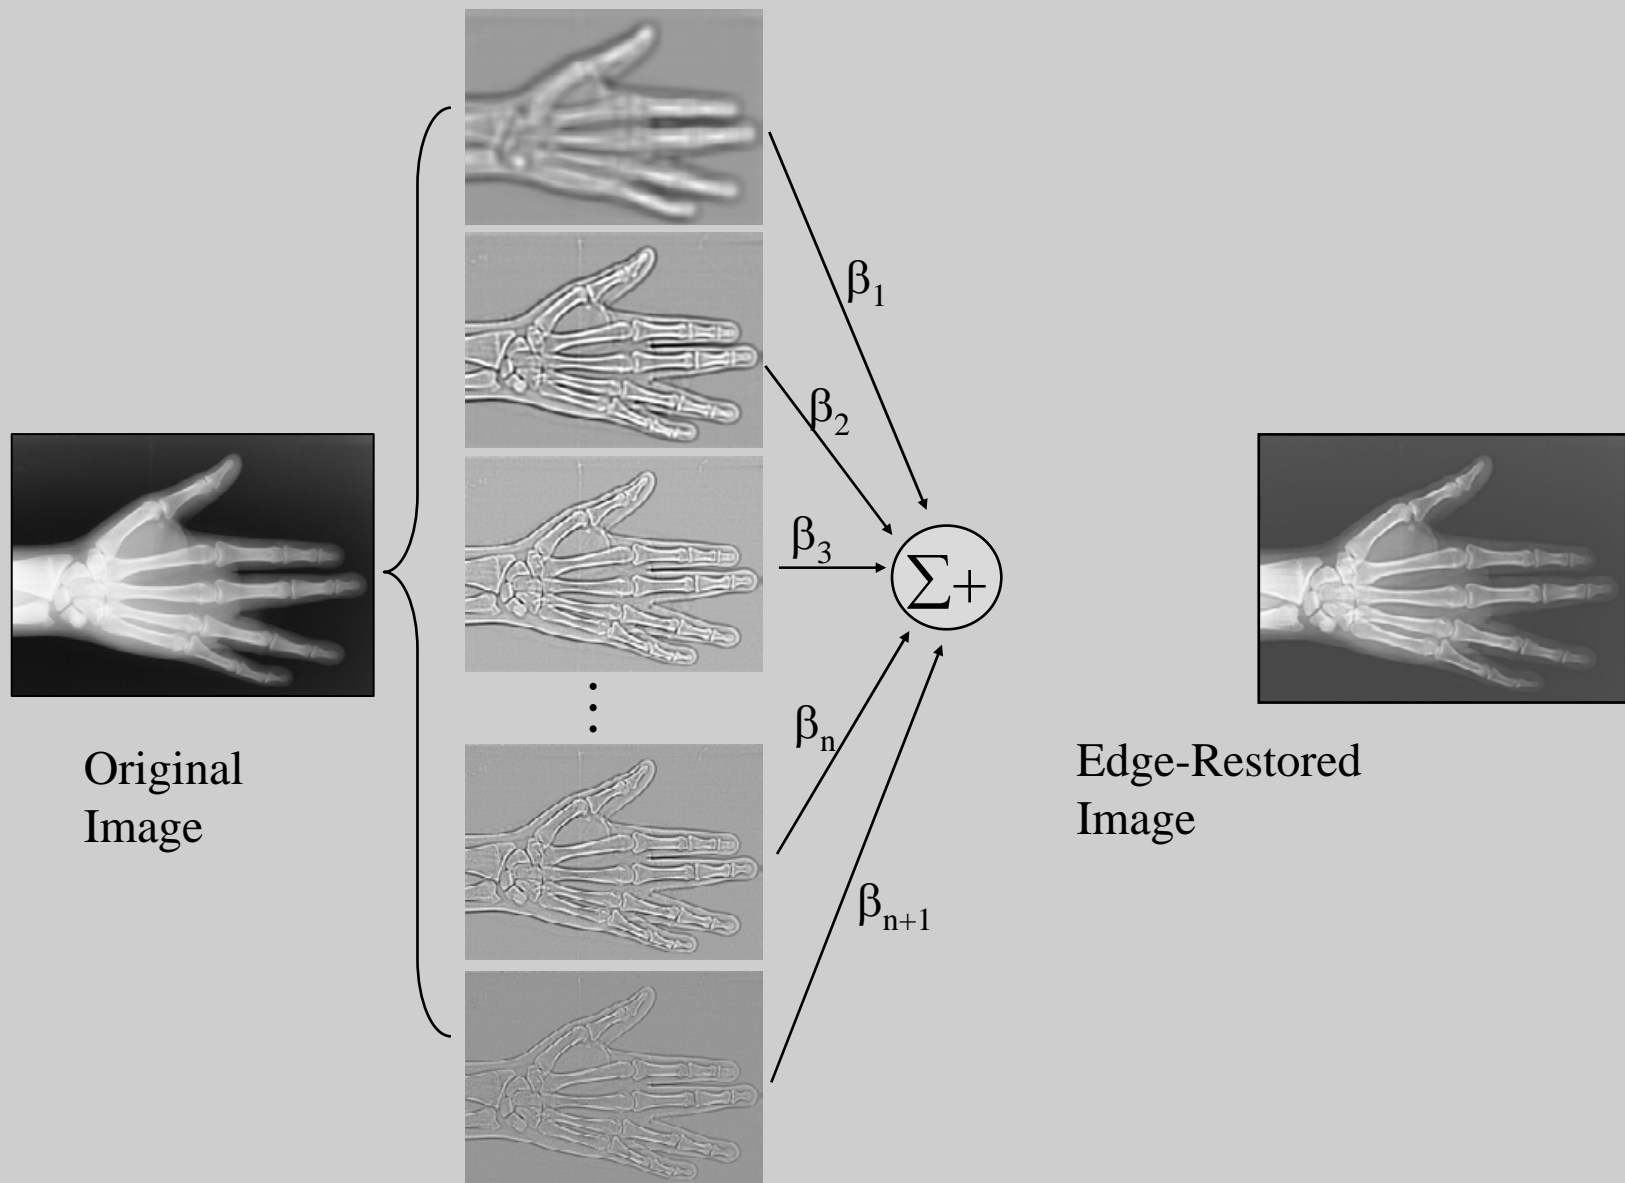 β1
β2
β3
∑+
⋮
βn
βn+1
Original
Image
Edge-Restored
Image